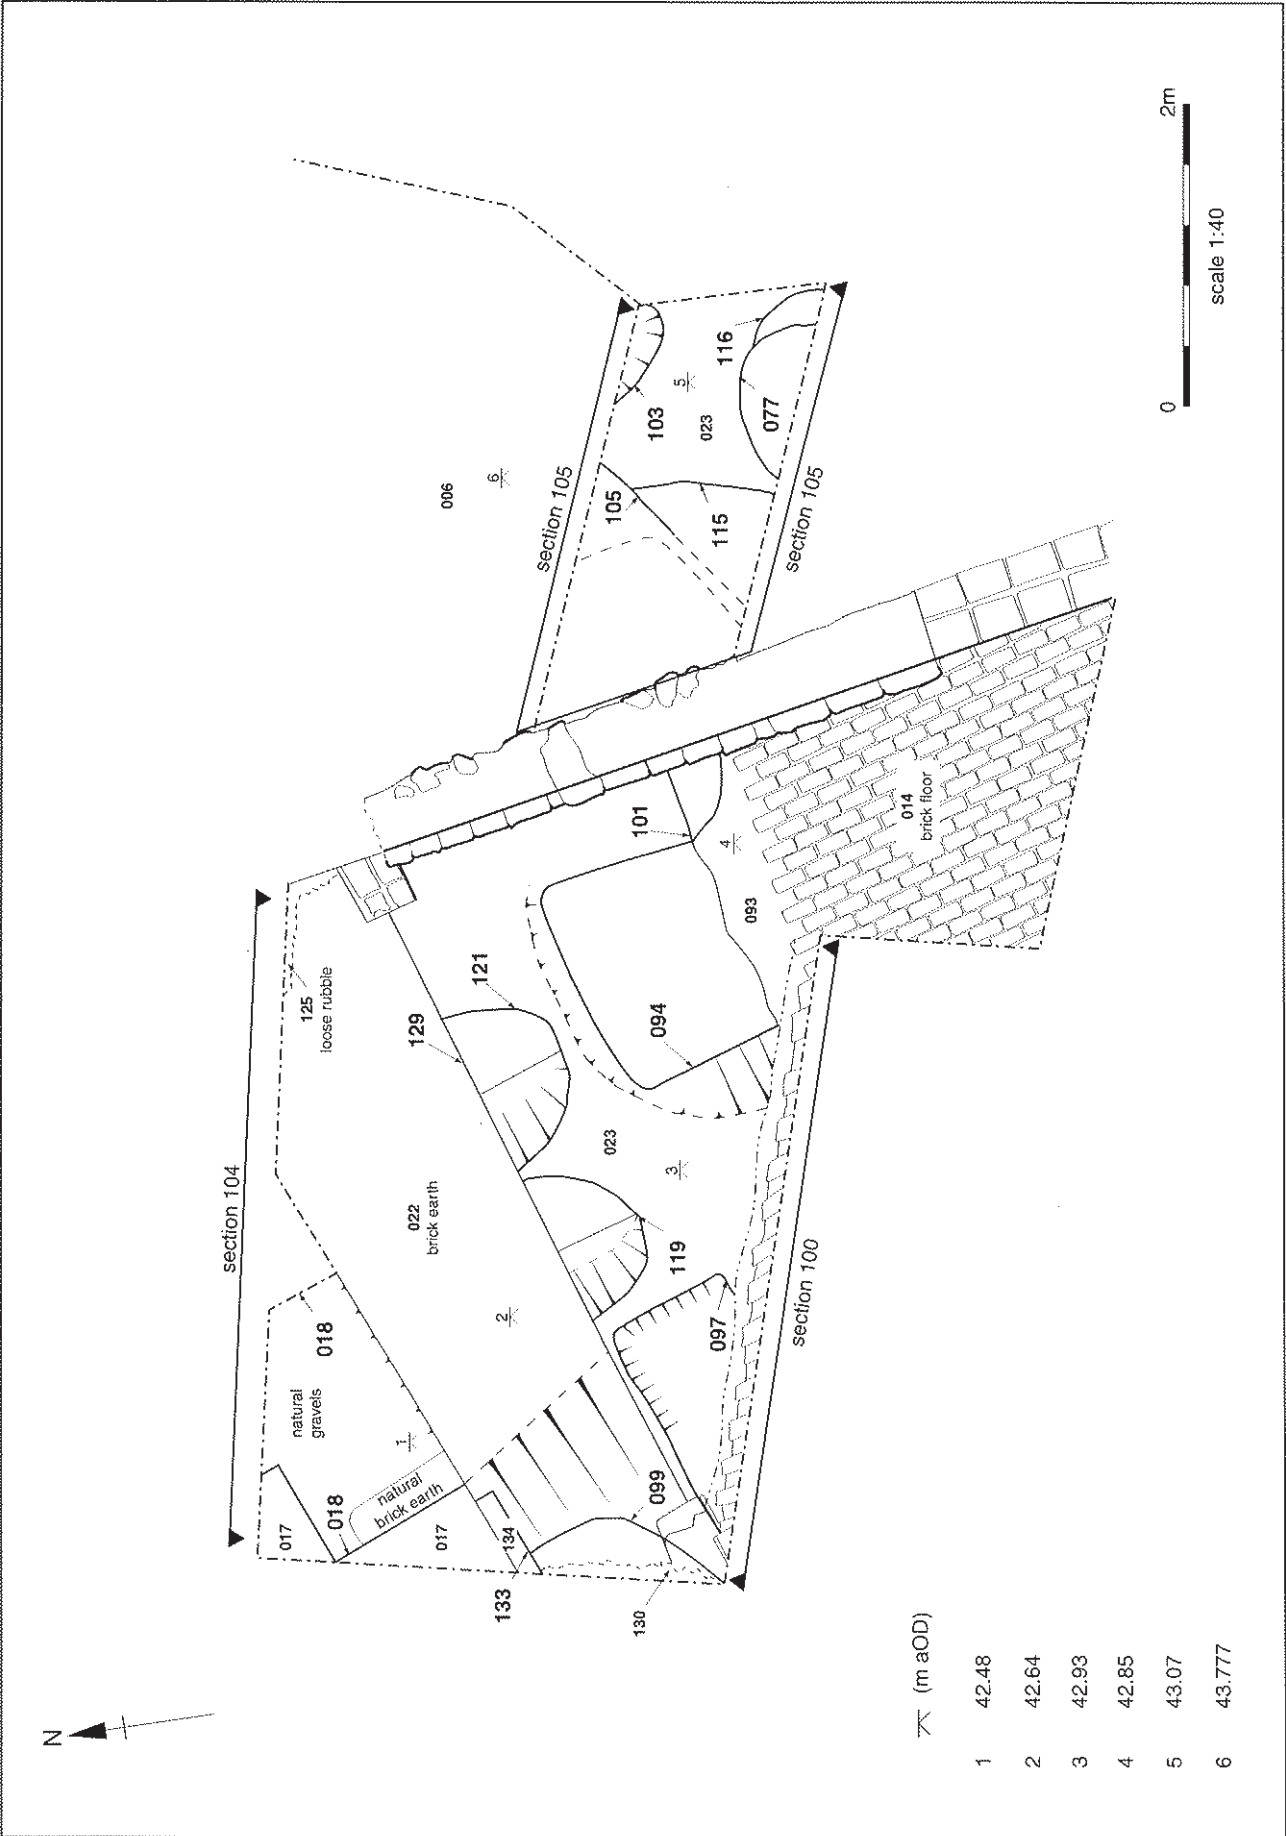 N
section 104
125
loose rubble
018
natural
gravels
017
018
natural
brick earth
017
134
133
130
099
022
brick earth
129
121
119
023
097
094
101
093
014
brick floor
section 100
006
section 105
103
023
116
077
105
115
section 105
1
2
3
4
5
6
(m aOD)
1 42.48
2 42.64
3 42.93
4 42.85
5 43.07
6 43.777
0
2m
scale 1:40